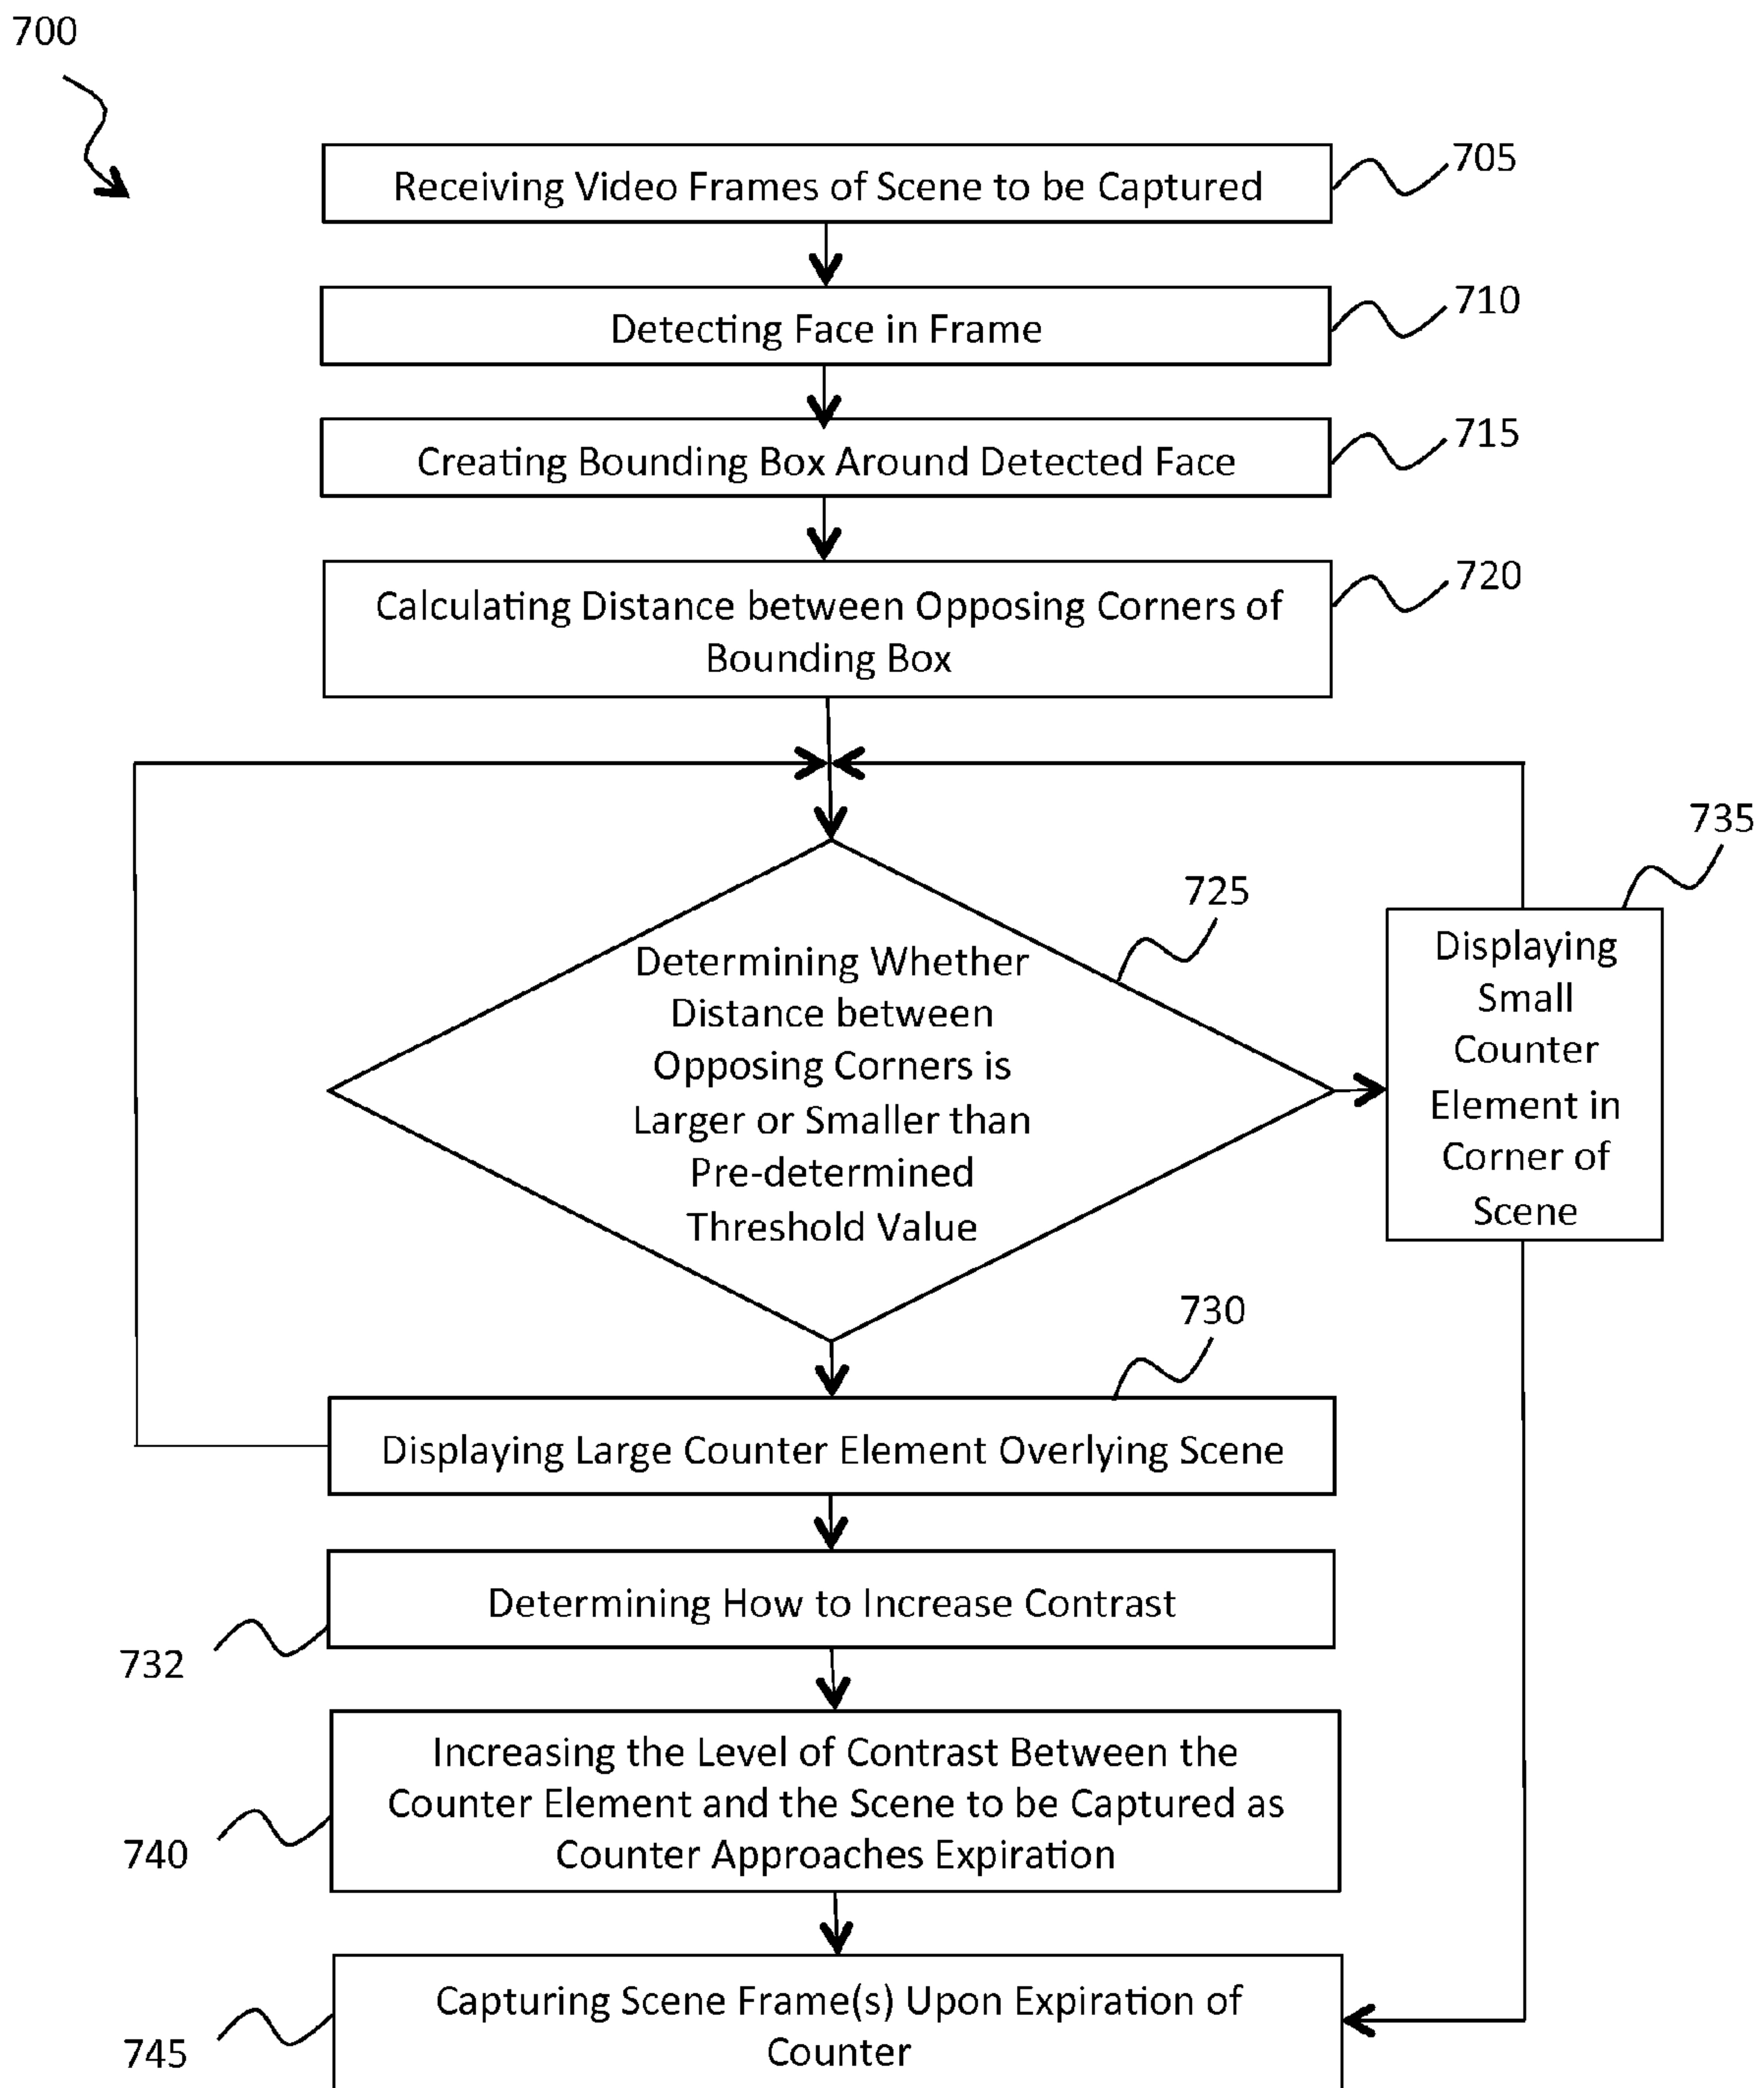 700
Receiving Video Frames of Scene to be Captured
705
Detecting Face in Frame
710
Creating Bounding Box Around Detected Face
715
Calculating Distance between Opposing Corners of
Bounding Box
720
Determining Whether
Distance between
Opposing Corners is
Larger or Smaller than
Pre-determined
Threshold Value
725
Displaying
Small
Counter
Element in
Corner of
Scene
735
Displaying Large Counter Element Overlying Scene
730
Determining How to Increase Contrast
732
Increasing the Level of Contrast Between the
Counter Element and the Scene to be Captured as
Counter Approaches Expiration
740
Capturing Scene Frame(s) Upon Expiration of
Counter
745